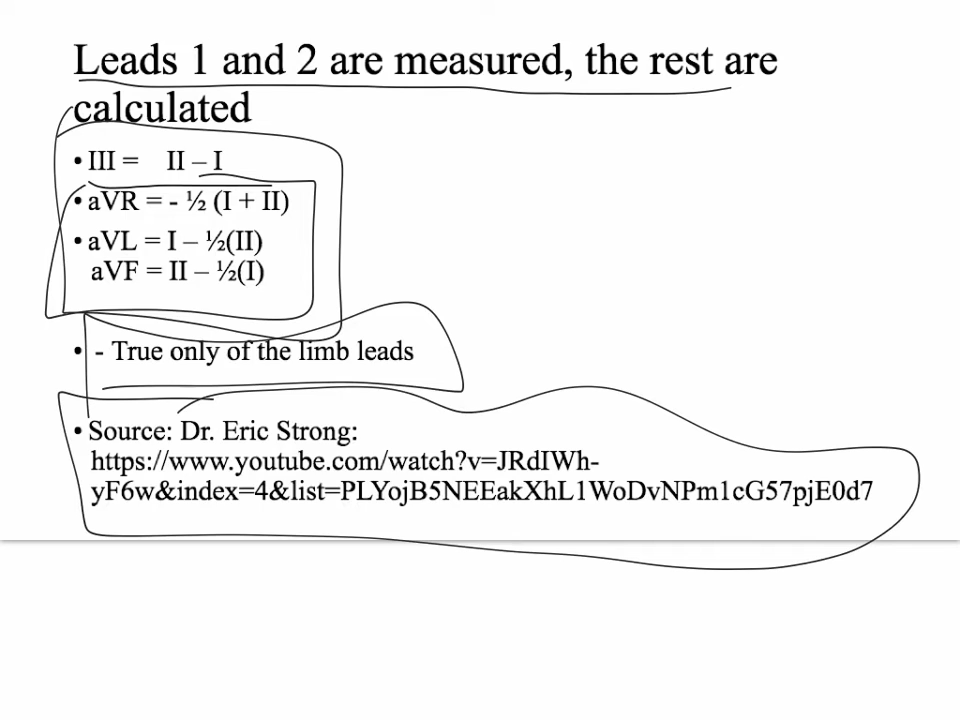 Leads 1 and 2 are measured, the rest are
calculated
• III = II – I
• aVR = - ½ (I + II)
• aVL = I – ½(II)
aVF = II – ½(I)
• - True only of the limb leads
• Source: Dr. Eric Strong:
https://www.youtube.com/watch?v=JRdIWh-
yF6w&index=4&list=PLYojB5NEEakXhL1WoDvNPm1cG57pjE0d7